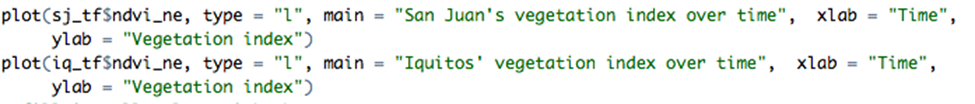 plot(sj_tf$ndvi_ne, type = "l", main = "San Juan's vegetation index over time",  xlab = "Time",
     ylab = "Vegetation index")
plot(iq_tf$ndvi_ne, type = "l", main = "Iquitos' vegetation index over time",  xlab = "Time",
     ylab = "Vegetation index")